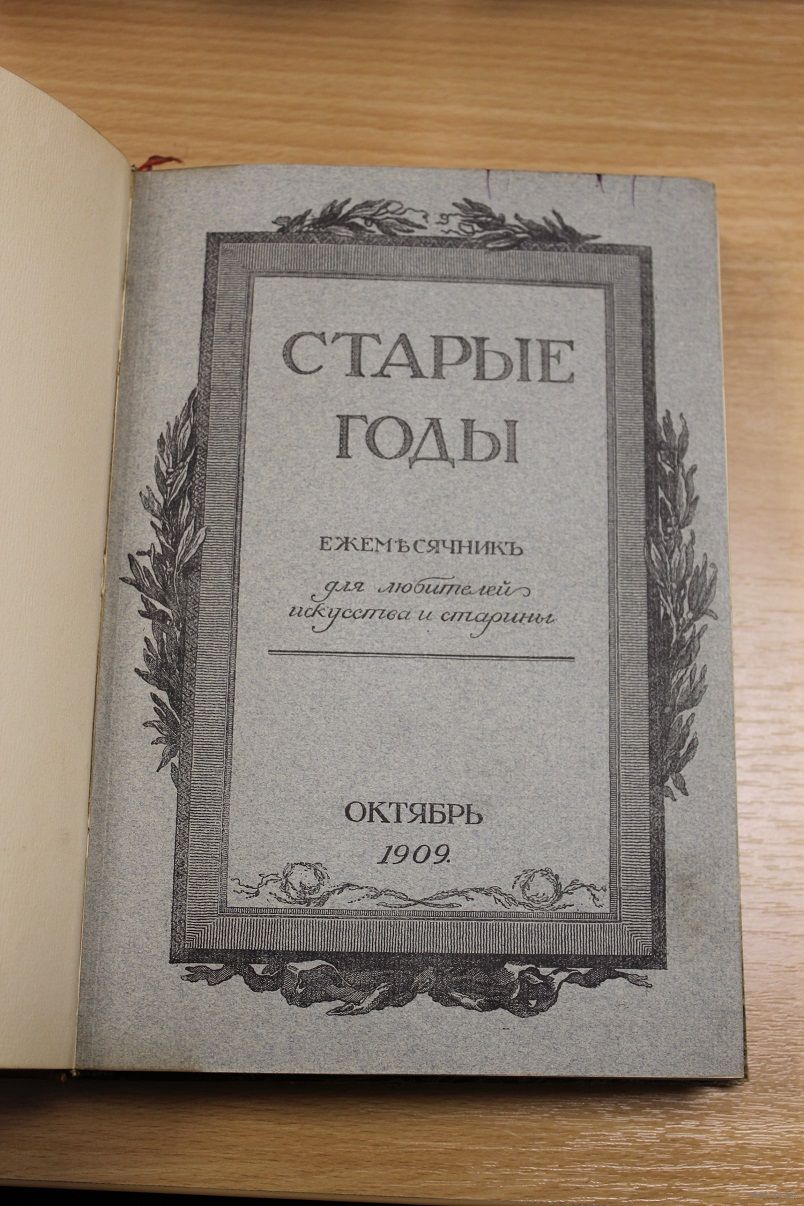 СТАРЫЕ
ГОДЫ
ЕЖЕМѢСЯЧНИКЪ
для любителей
искусства и старины
ОКТЯБРЬ
1909.